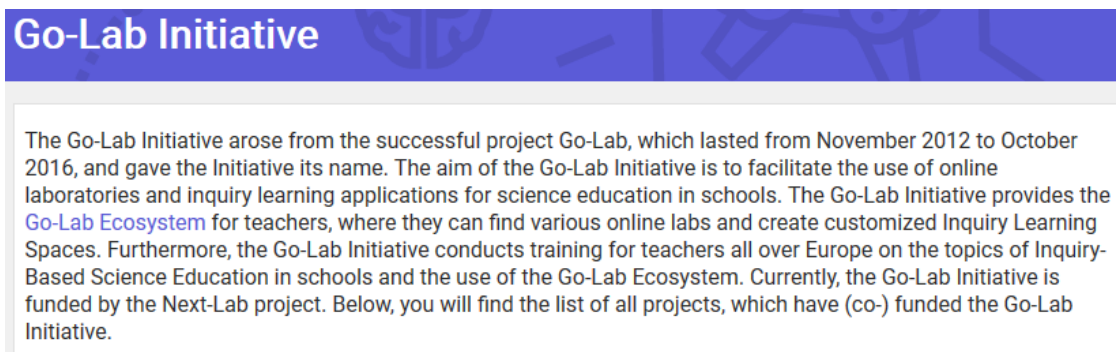 Go-Lab Initiative
The Go-Lab Initiative arose from the successful project Go-Lab, which lasted from November 2012 to October
2016, and gave the Initiative its name. The aim of the Go-Lab Initiative is to facilitate the use of online
laboratories and inquiry learning applications for science education in schools. The Go-Lab Initiative provides the
Go-Lab Ecosystem for teachers, where they can find various online labs and create customized Inquiry Learning
Spaces. Furthermore, the Go-Lab Initiative conducts training for teachers all over Europe on the topics of Inquiry-
Based Science Education in schools and the use of the Go-Lab Ecosystem. Currently, the Go-Lab Initiative is
funded by the Next-Lab project. Below, you will find the list of all projects, which have (co-) funded the Go-Lab
Initiative.